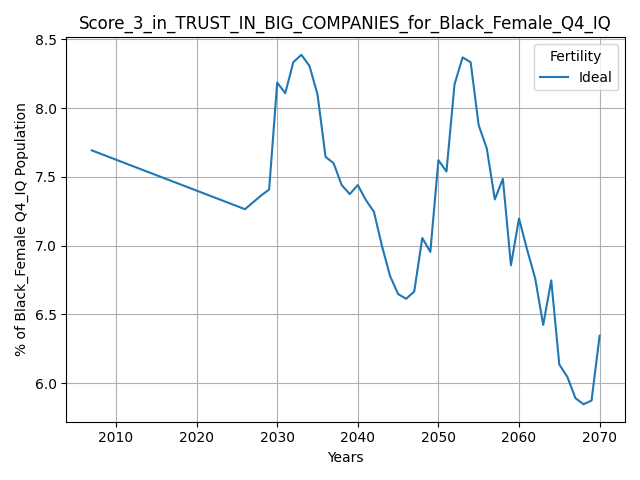 Score_3_in_TRUST_IN_BIG_COMPANIES_for_Black_Female_Q4_IQ
8.5
8.0
7.5
7.0
6.5
6.0
% of Black_Female Q4_IQ Population
Fertility
Ideal
2010 2020 2030 2040 2050 2060 2070
Years